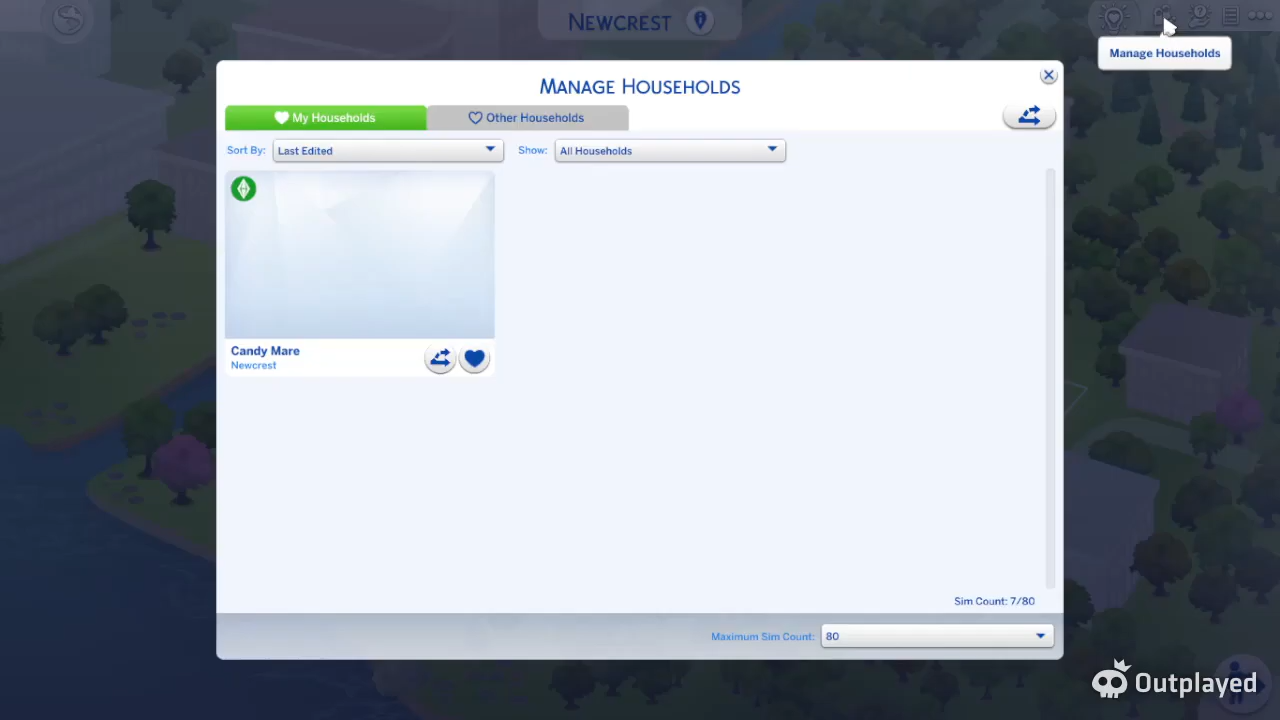 Newcrest
Manage Households
Manage Households
My Households
Other Households
Sort By: Last Edited
Show: All Households
Candy Mare
Newcrest
Sim Count: 7/80
Maximum Sim Count: 80
Outplayed